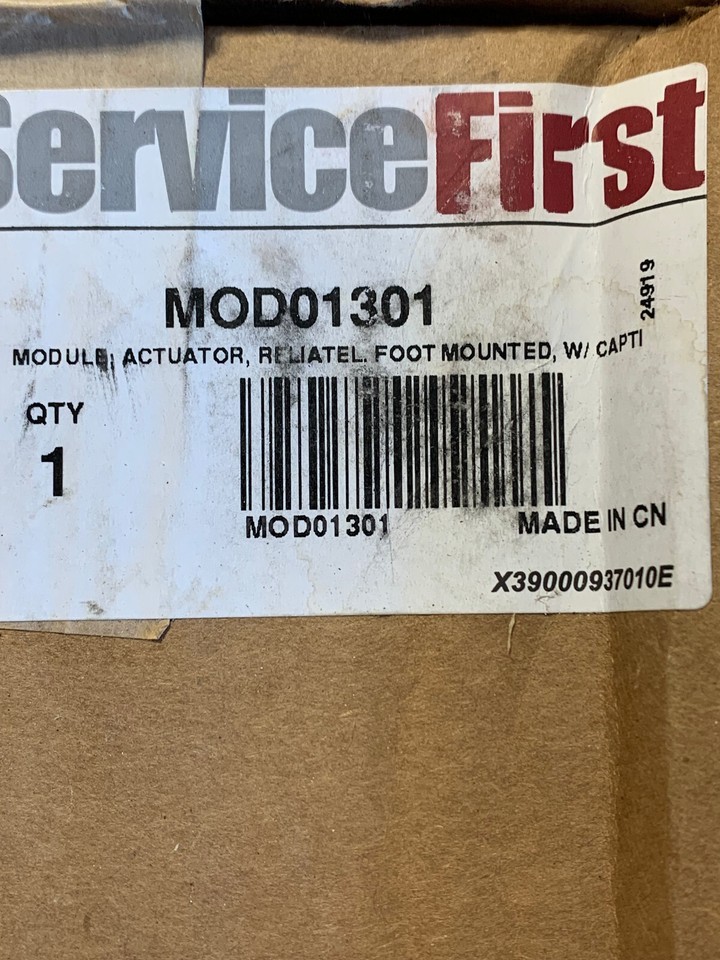 ServiceFirst
MOD01301
24919
MODULE; ACTUATOR, RELIATEL. FOOT MOUNTED, W/ CAPTI
QTY
1
MOD01301
MADE IN CN
X39000937010E